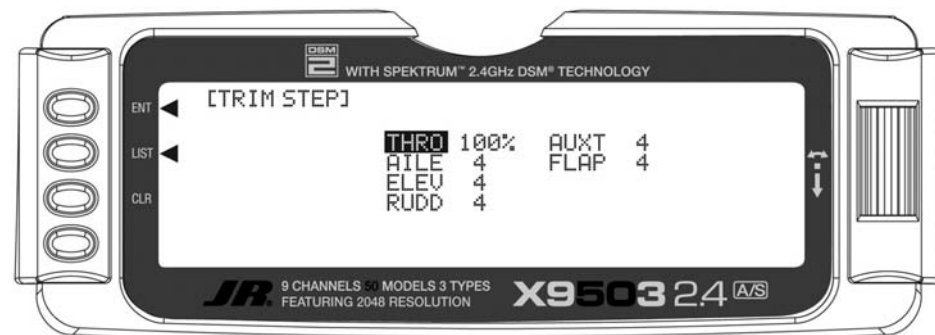 DSM
2
WITH SPEKTRUM™ 2.4GHz DSM® TECHNOLOGY
ENT
LIST
CLR
[TRIM STEP]
THRO 100% AUXT 4
AILE 4 FLAP 4
ELEV 4
RUDD 4
JR. 9 CHANNELS 50 MODELS 3 TYPES
FEATURING 2048 RESOLUTION
X9503 2.4 A/S